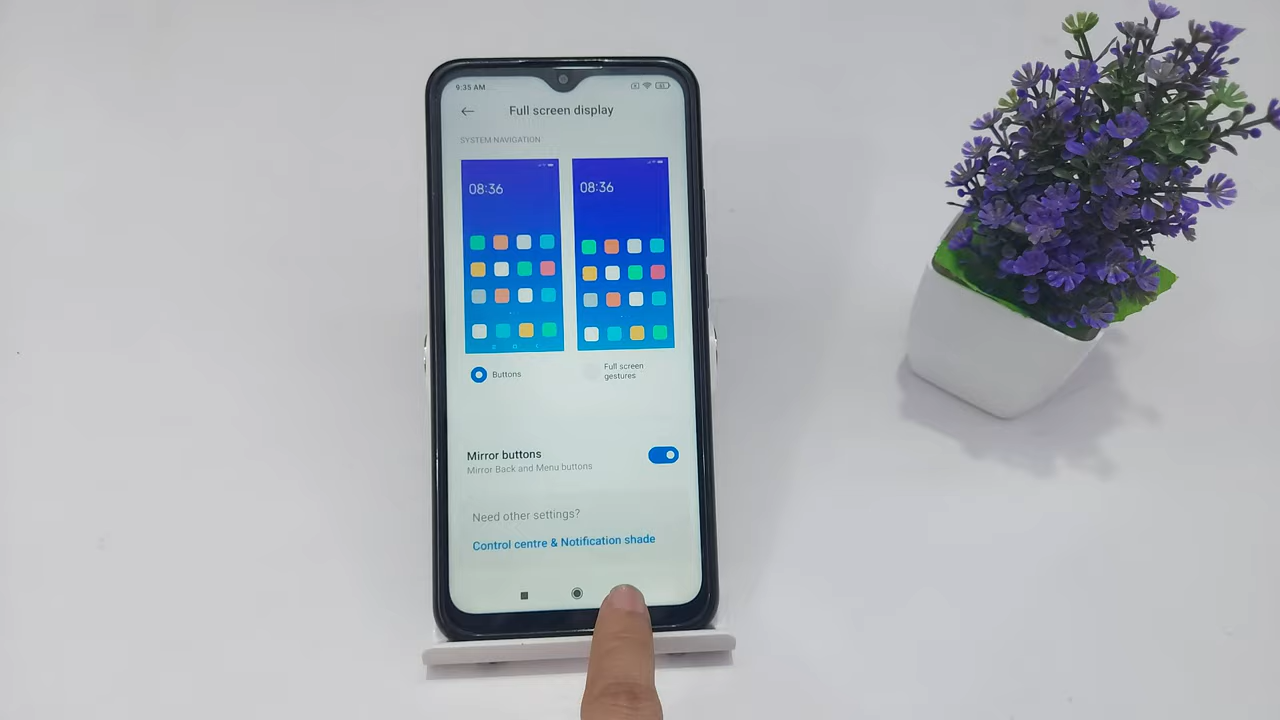 9:35 AM
Full screen display
SYSTEM NAVIGATION
08:36
08:36
Buttons
Full screen
gestures
Mirror buttons
Mirror Back and Menu buttons
Need other settings?
Control centre & Notification shade